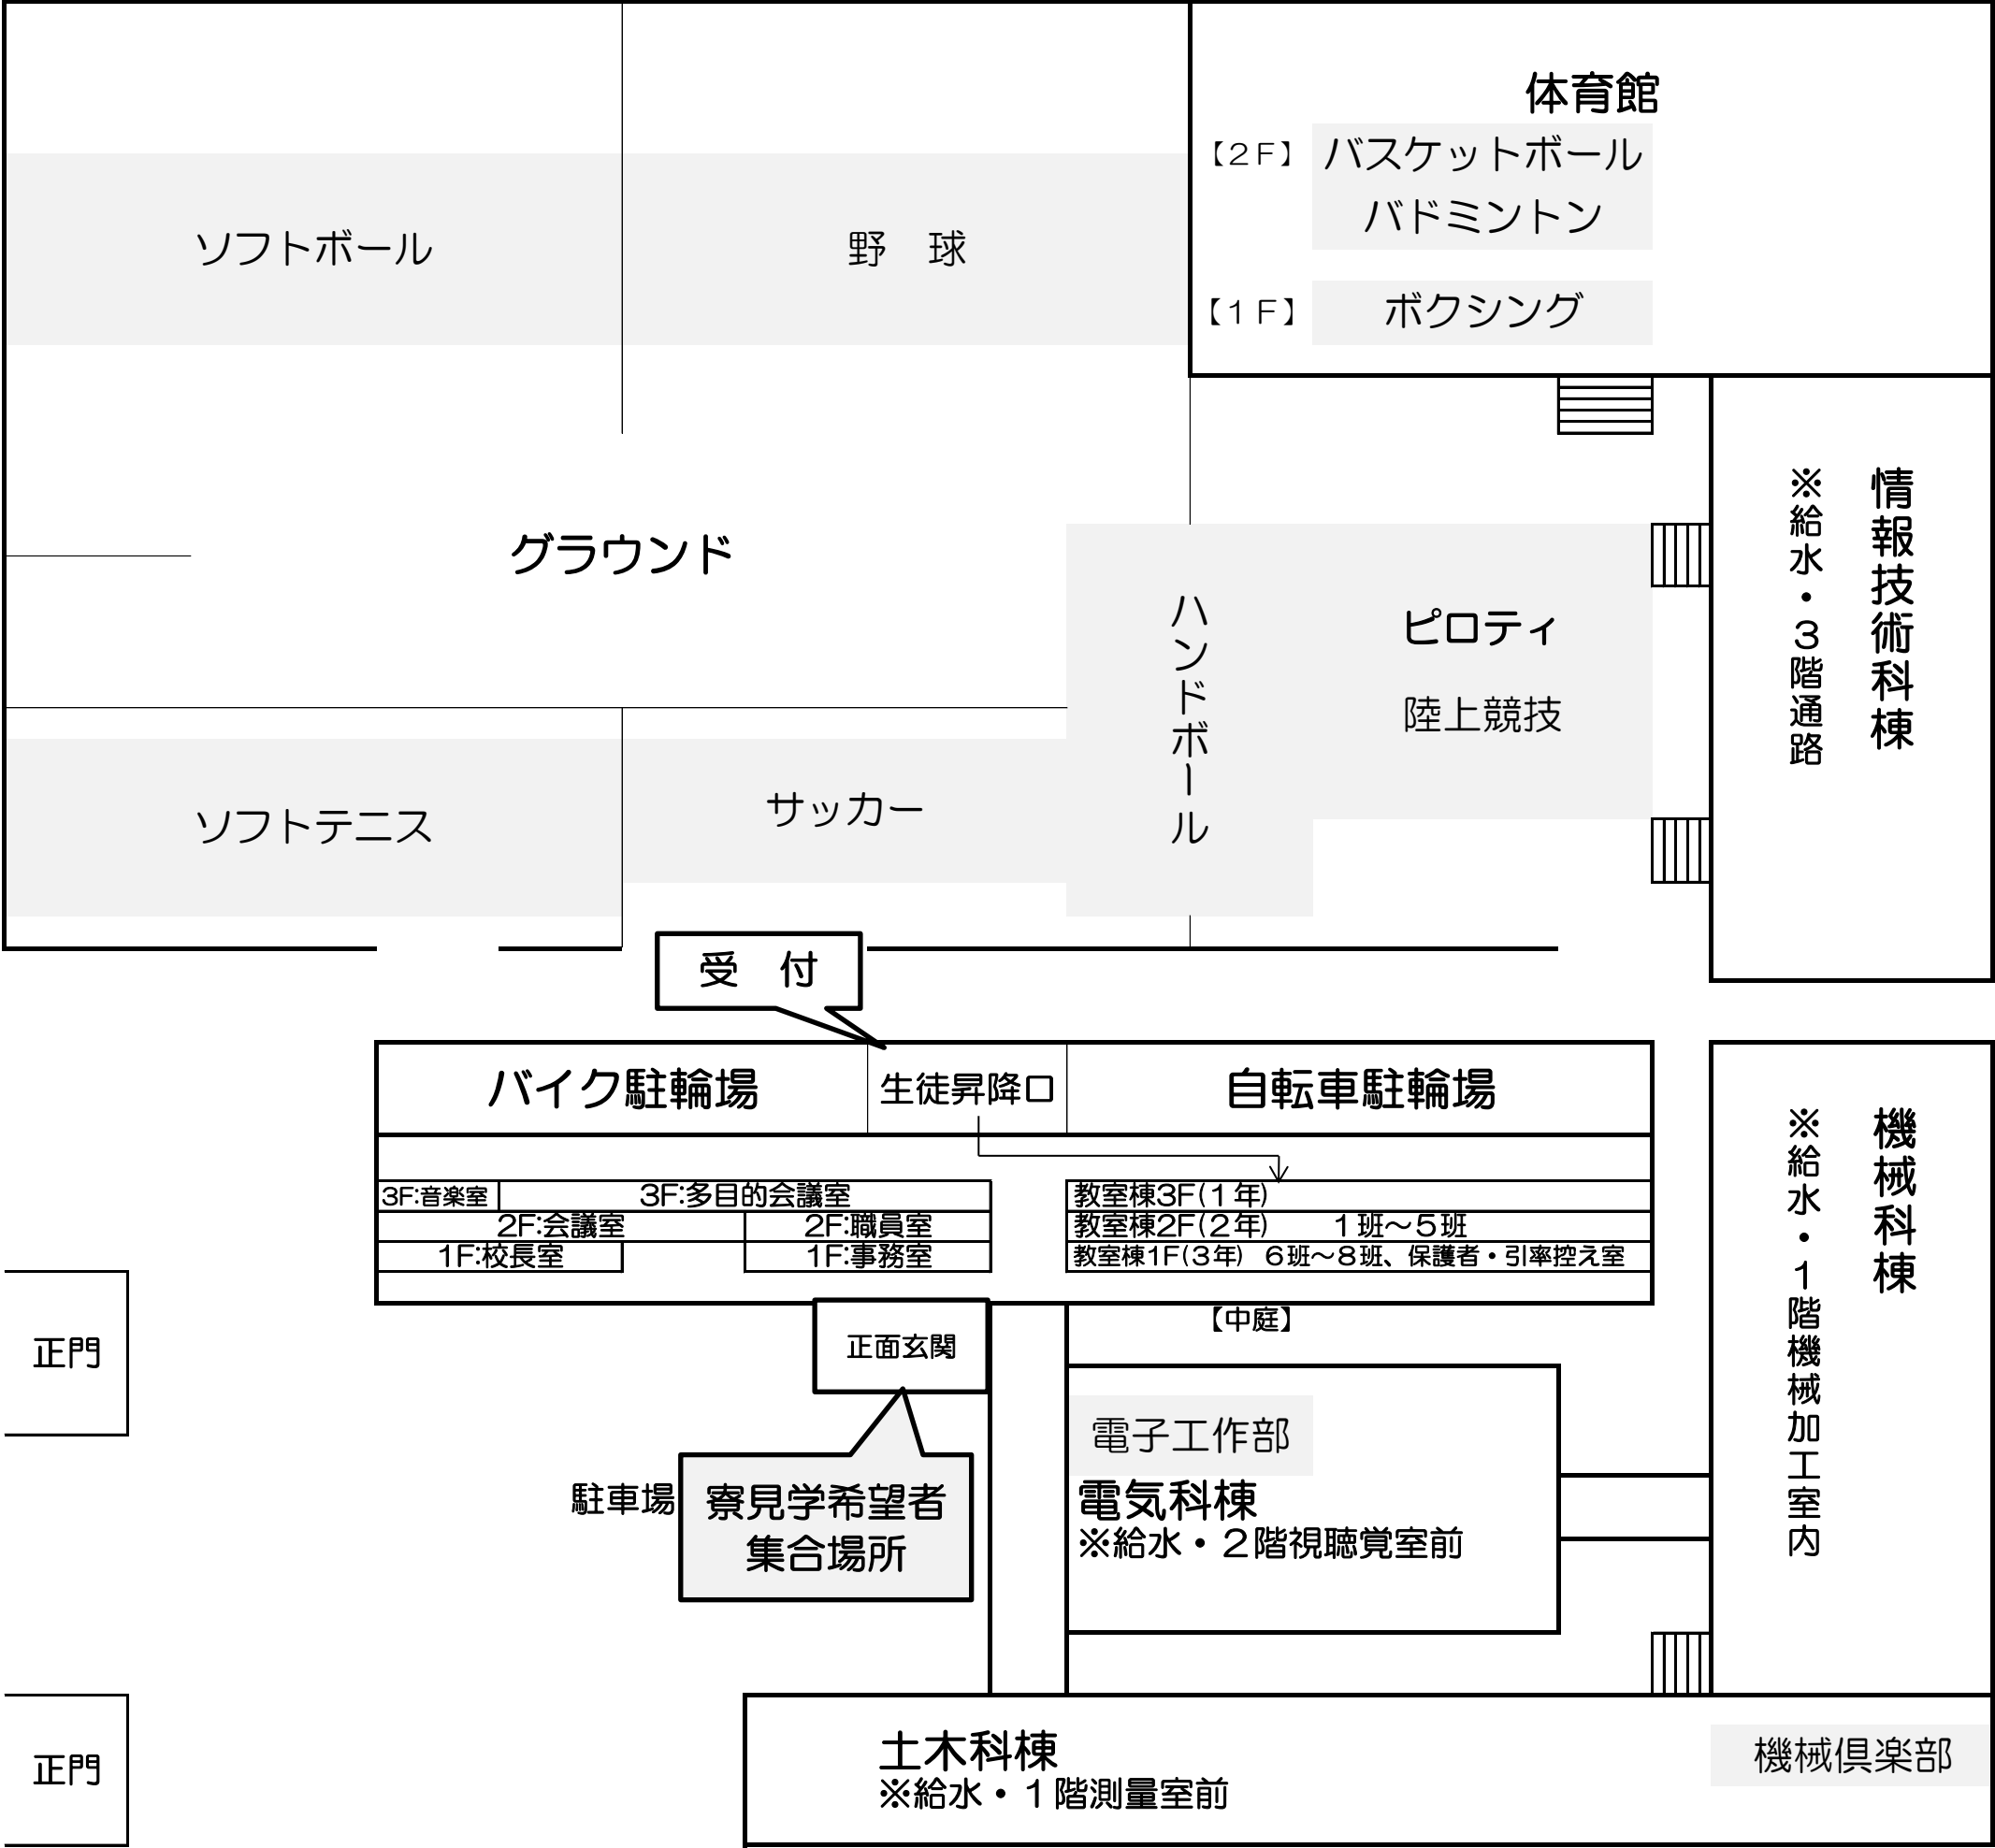 体育館
【２Ｆ】 バスケットボール
バドミントン
ソフトボール
野　球
【１Ｆ】 ボクシング
グラウンド
ハンドボール
ピロティ
陸上競技
情報技術科棟
※給水・３階通路
ソフトテニス
サッカー
受　付
バイク駐輪場
生徒昇降口
自転車駐輪場
機械科棟
※給水・１階機械加工室内
3F:音楽室
3F:多目的会議室
2F:会議室
2F:職員室
1F:校長室
1F:事務室
教室棟3F(１年)
教室棟2F(２年)　１班～５班
教室棟1F(３年)　６班～８班、保護者・引率控え室
正門
正面玄関
【中庭】
電子工作部
電気科棟
※給水・２階視聴覚室前
駐車場
寮見学希望者
集合場所
正門
土木科棟
※給水・１階測量室前
機械倶楽部